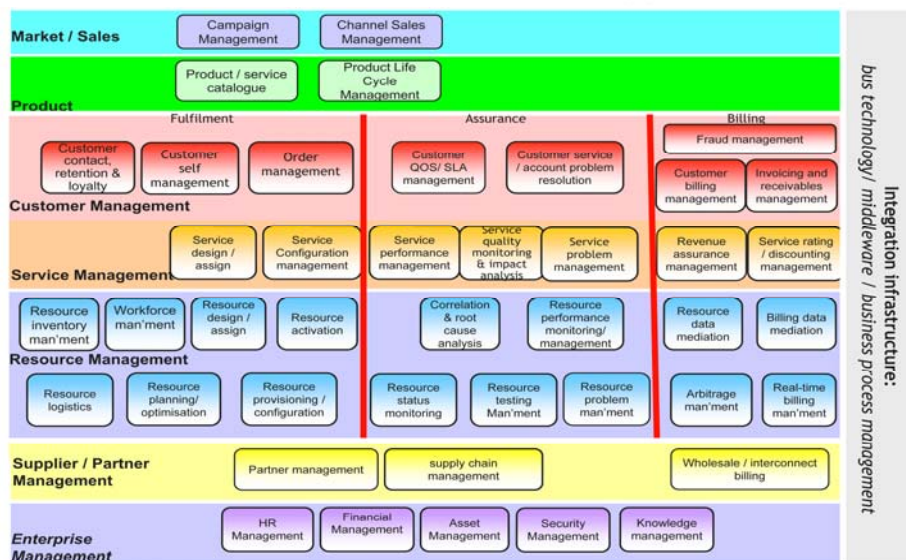 Market / Sales
Campaign
Management
Channel Sales
Management
Product / service
catalogue
Product Life
Cycle
Management
Product
Fulfilment
Assurance
Billing
Customer
contact,
retention &
loyalty
Customer
self
management
Order
management
Customer
QOS/ SLA
management
Customer service
/ account problem
resolution
Fraud management
Customer
billing
management
Invoicing and
receivables
management
Customer Management
Service
design /
assign
Service
Configuration
management
Service
performance
management
Service
quality
monitoring
& impact
analysis
Service
problem
management
Revenue
assurance
management
Service rating
/ discounting
management
Service Management
Resource
inventory
man'ment
Workforce
man'ment
Resource
design /
assign
Resource
activation
Correlation
& root
cause
analysis
Resource
performance
monitoring/
management
Resource
data
mediation
Billing data
mediation
Resource Management
Resource
logistics
Resource
planning/
optimisation
Resource
provisioning /
configuration
Resource
status
monitoring
Resource
testing
Man'ment
Resource
problem
man'ment
Arbitrage
man'ment
Real-time
billing
man'ment
Supplier / Partner
Management
Partner management
supply chain
management
Wholesale / interconnect
billing
Enterprise
Management
HR
Management
Financial
Management
Asset
Management
Security
Management
Knowledge
management
Integration infrastructure:
bus technology/ middleware / business process management